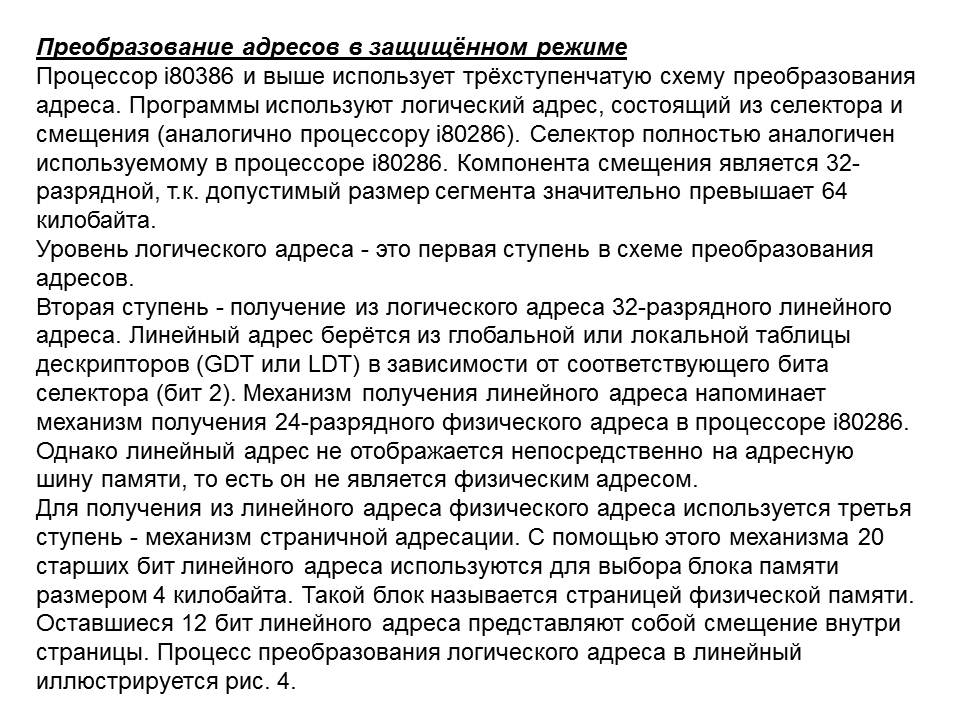 Преобразование адресов в защищённом режиме
Процессор i80386 и выше использует трёхступенчатую схему преобразования
адреса. Программы используют логический адрес, состоящий из селектора и
смещения (аналогично процессору i80286). Селектор полностью аналогичен
используемому в процессоре i80286. Компонента смещения является 32-
разрядной, т.к. допустимый размер сегмента значительно превышает 64
килобайта.
Уровень логического адреса - это первая ступень в схеме преобразования
адресов.
Вторая ступень - получение из логического адреса 32-разрядного линейного
адреса. Линейный адрес берётся из глобальной или локальной таблицы
дескрипторов (GDT или LDT) в зависимости от соответствующего бита
селектора (бит 2). Механизм получения линейного адреса напоминает
механизм получения 24-разрядного физического адреса в процессоре i80286.
Однако линейный адрес не отображается непосредственно на адресную
шину памяти, то есть он не является физическим адресом.
Для получения из линейного адреса физического адреса используется третья
ступень - механизм страничной адресации. С помощью этого механизма 20
старших бит линейного адреса используются для выбора блока памяти
размером 4 килобайта. Такой блок называется страницей физической памяти.
Оставшиеся 12 бит линейного адреса представляют собой смещение внутри
страницы. Процесс преобразования логического адреса в линейный
иллюстрируется рис. 4.